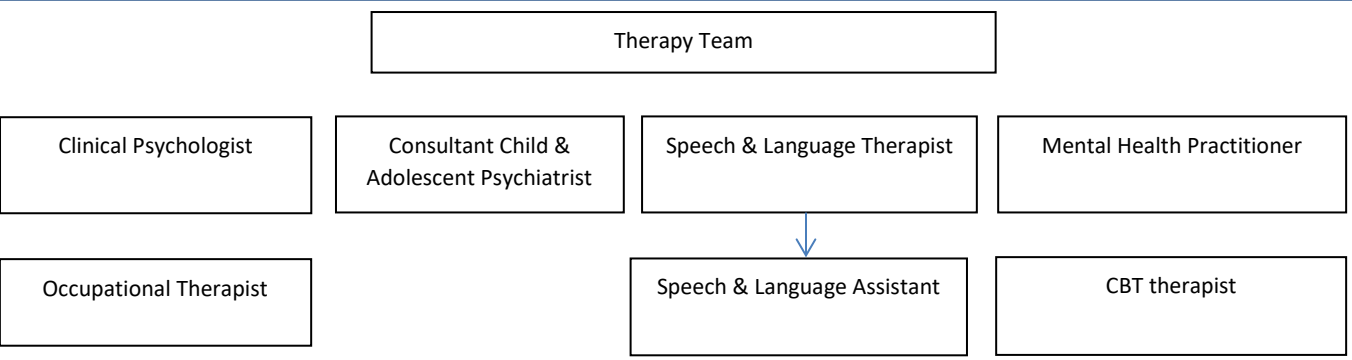 Therapy Team
Clinical Psychologist
Consultant Child &
Adolescent Psychiatrist
Speech & Language Therapist
Mental Health Practitioner
Occupational Therapist
Speech & Language Assistant
CBT therapist